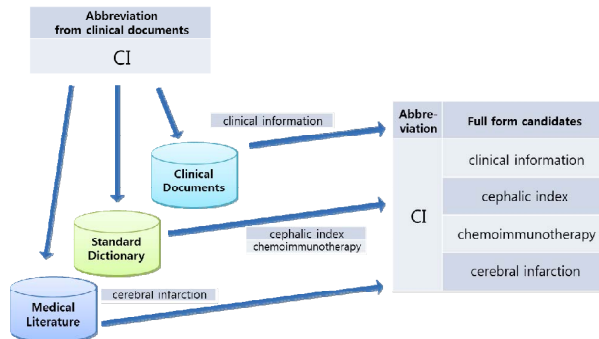 Abbreviation
from clinical documents
CI
clinical information
Clinical
Documents
Standard
Dictionary
cephalic index
chemoimmunotherapy
Medical
Literature
cerebral infarction
Abbre-
viation
Full form candidates
CI
clinical information
cephalic index
chemoimmunotherapy
cerebral infarction